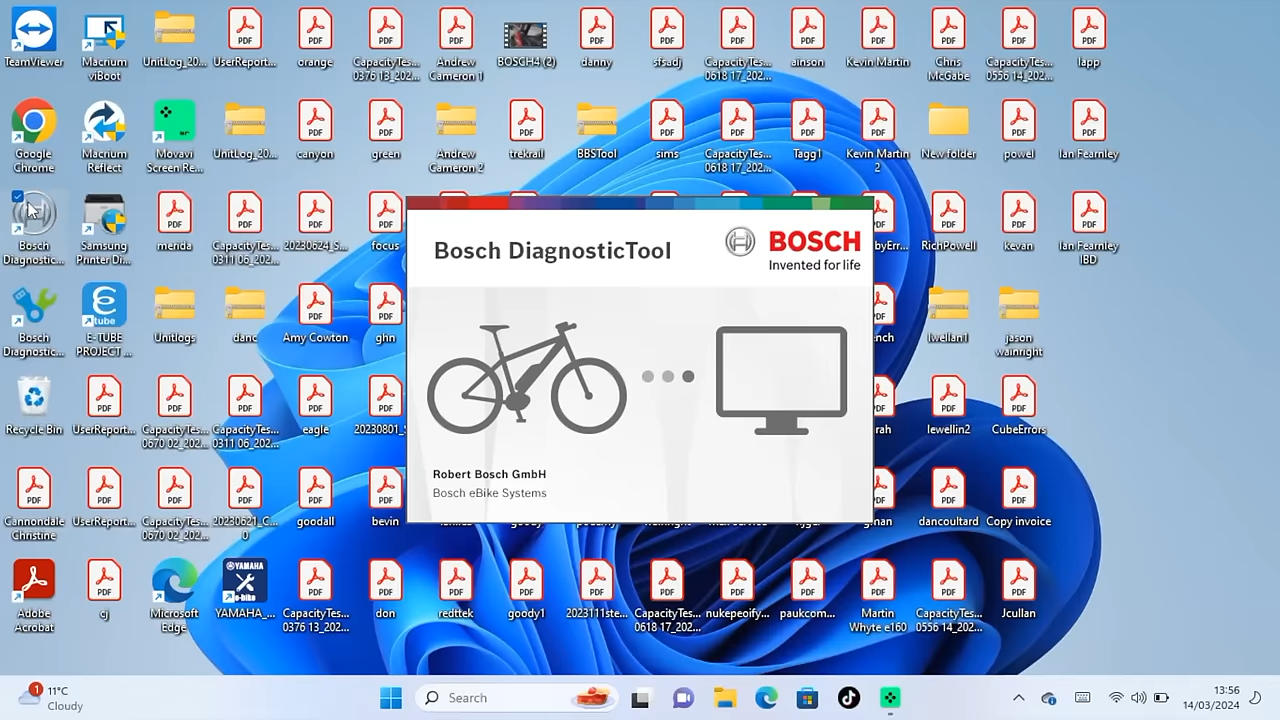 TeamViewer
Macrium
viBoot
UnitLog_20...
UserReport...
orange
CapacityTes...
0376 13_202...
Andrew
Cameron 1
BOSCH4 (2)
danny
sfsadj
CapacityTes...
0618 17_202...
ainson
Kevin Martin
Chris
McGabe
CapacityTes...
0556 14_202...
lapp
Google
Chrome
Macrium
Reflect
Movavi
Screen Re...
UnitLog_20...
canyon
green
Andrew
Cameron 2
trekrail
BBSTool
sims
CapacityTes...
0618 17_202...
Tagg1
Kevin Martin
2
New folder
powel
Ian Fearnley
Bosch
Diagnostic...
Samsung
Printer Di...
menda
CapacityTes...
0311 06_202...
20230624_S...
focus
RichPowell
kevan
Ian Fearnley
IBD
Bosch
Diagnostic...
E-TUBE
PROJECT ...
Unitlogs
danc
Amy Cowton
ghn
lwellan1
jason
wainright
Recycle Bin
UserReport...
CapacityTes...
0670 02_202...
CapacityTes...
0311 06_202...
eagle
20230801_S
lewellin2
CubeErrors
Cannondale
Christine
UserReport...
CapacityTes...
0670 02_202...
20230621_C...
0
goodall
bevin
dancoultard
Copy invoice
Adobe
Acrobat
cj
Microsoft
Edge
YAMAHA_...
CapacityTes...
0376 13_202...
don
redttek
goody1
2023111ste...
CapacityTes...
0618 17_202...
nukepeoify...
paukcom...
Martin
Whyte e160
CapacityTes...
0556 14_202...
Jcullan
Bosch DiagnosticTool
BOSCH
Invented for life
Robert Bosch GmbH
Bosch eBike Systems
1
11°C
Cloudy
Search
13:56
14/03/2024